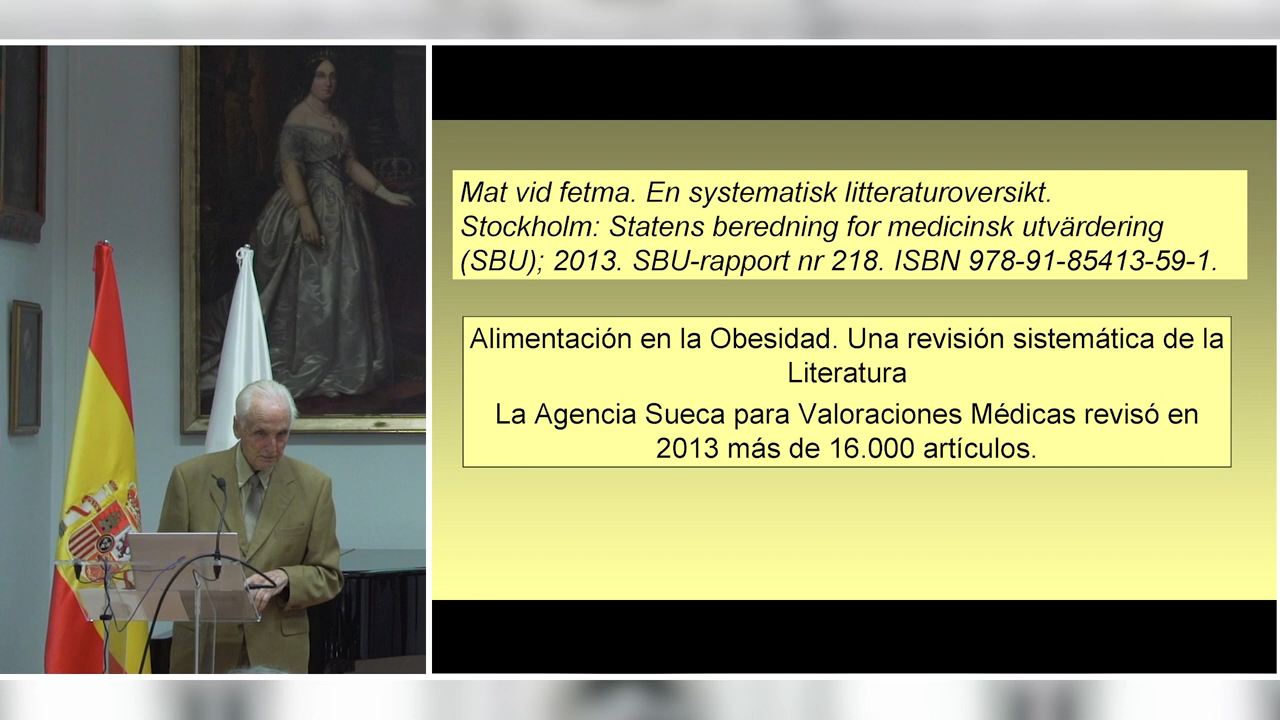 Mat vid fetma. En systematisk litteraturoversikt.
Stockholm: Statens beredning for medicinsk utvärdering
(SBU); 2013. SBU-rapport nr 218. ISBN 978-91-85413-59-1.
Alimentación en la Obesidad. Una revisión sistemática de la
Literatura
La Agencia Sueca para Valoraciones Médicas revisó en
2013 más de 16.000 artículos.